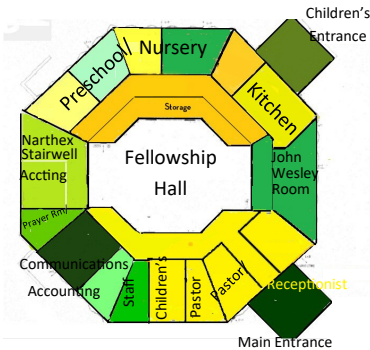 Children's
Entrance
Nursery
Preschool/
Kitchen
Storage
Narthex
Stairwell
Accting
Fellowship
Hall
John
Wesley
Room
Prayer Rm/
Communications
Accounting
Staff
Children's
Pastor
Pastor/
Receptionist
Main Entrance